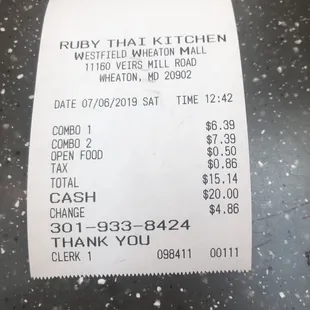 RUBY THAI KITCHEN
WESTFIELD WHEATON MALL
11160 VEIRS MILL ROAD
WHEATON, MD 20902
DATE 07/06/2019 SAT TIME 12:42
COMBO 1 $6.39
COMBO 2 $7.39
OPEN FOOD $0.50
TAX $0.86
TOTAL $15.14
CASH $20.00
CHANGE $4.86
301-933-8424
THANK YOU
CLERK 1 098411 00111